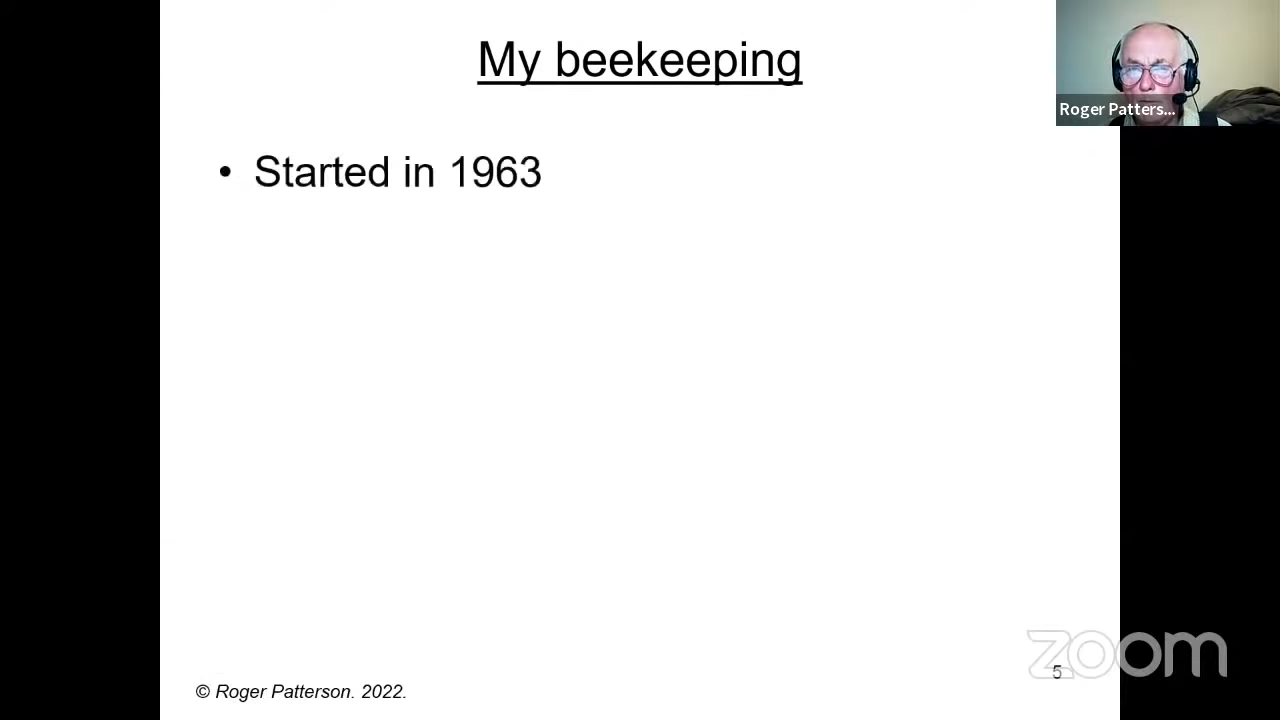 My beekeeping
Roger Patters...
• Started in 1963
zoom
5
© Roger Patterson. 2022.